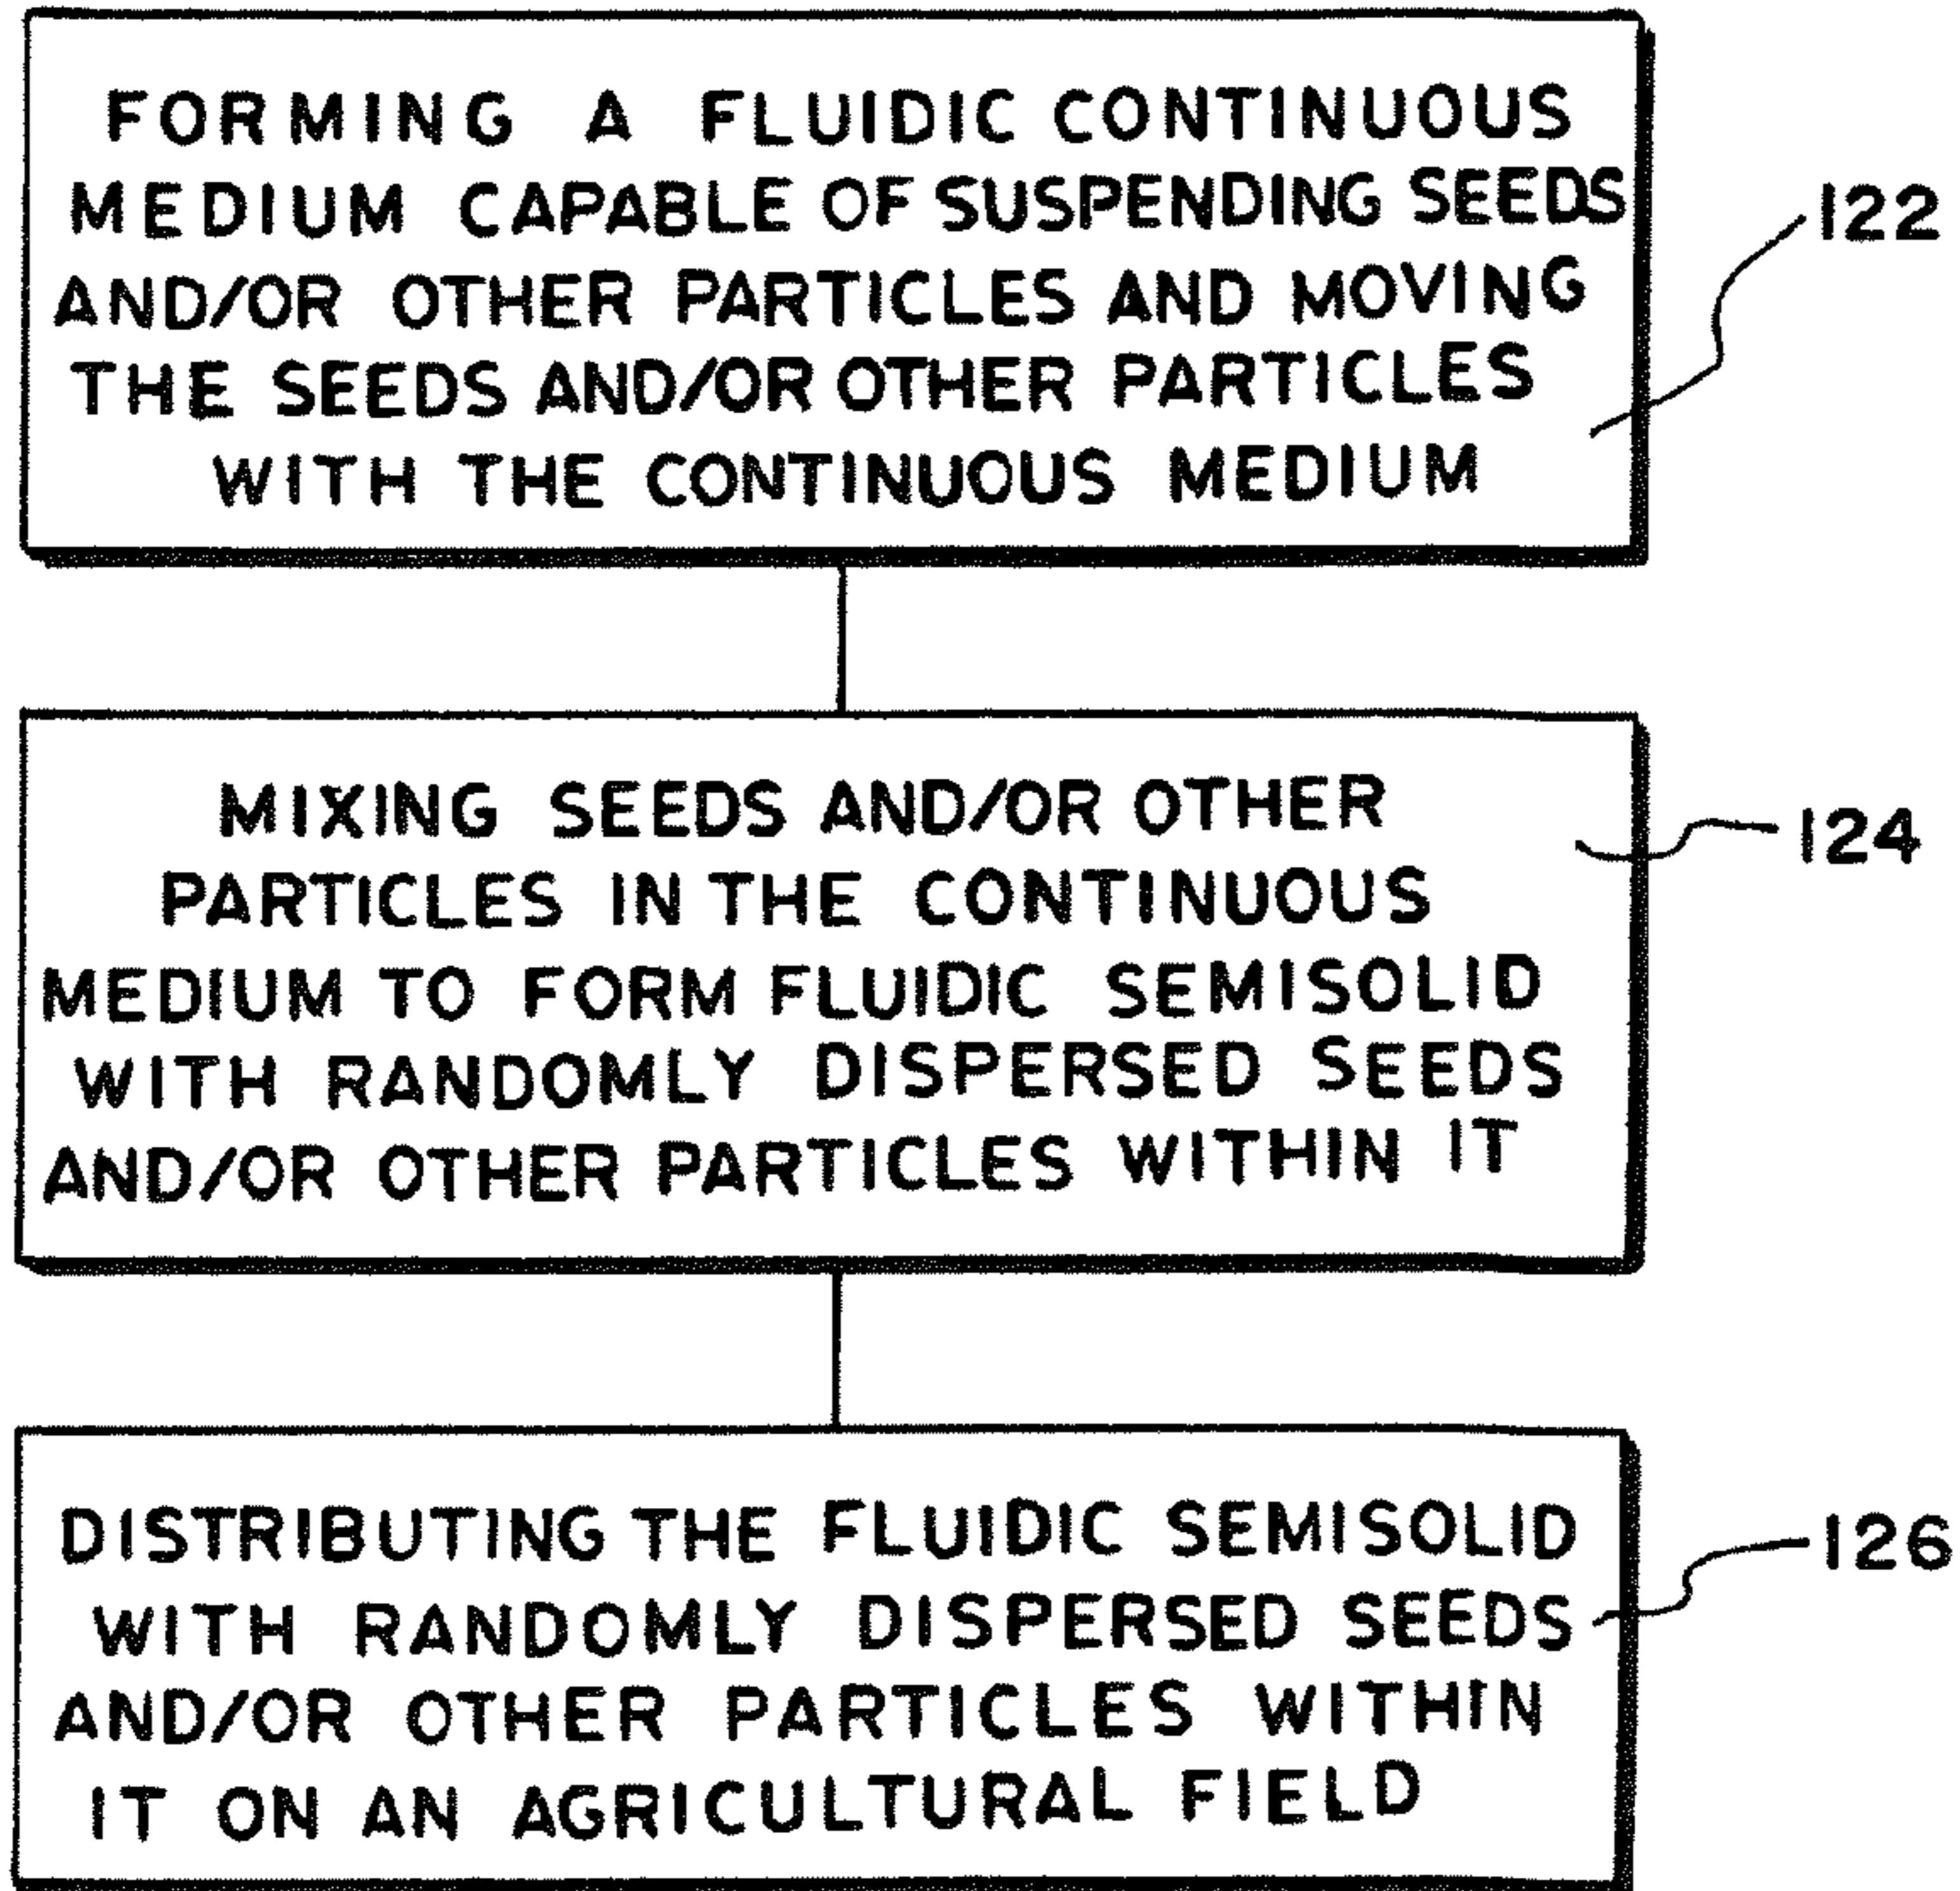 FORMING A FLUIDIC CONTINUOUS
MEDIUM CAPABLE OF SUSPENDING SEEDS
AND/OR OTHER PARTICLES AND MOVING
THE SEEDS AND/OR OTHER PARTICLES
WITH THE CONTINUOUS MEDIUM
122
MIXING SEEDS AND/OR OTHER
PARTICLES IN THE CONTINUOUS
MEDIUM TO FORM FLUIDIC SEMISOLID
WITH RANDOMLY DISPERSED SEEDS
AND/OR OTHER PARTICLES WITHIN IT
124
DISTRIBUTING THE FLUIDIC SEMISOLID
WITH RANDOMLY DISPERSED SEEDS
AND/OR OTHER PARTICLES WITHIN
IT ON AN AGRICULTURAL FIELD
126